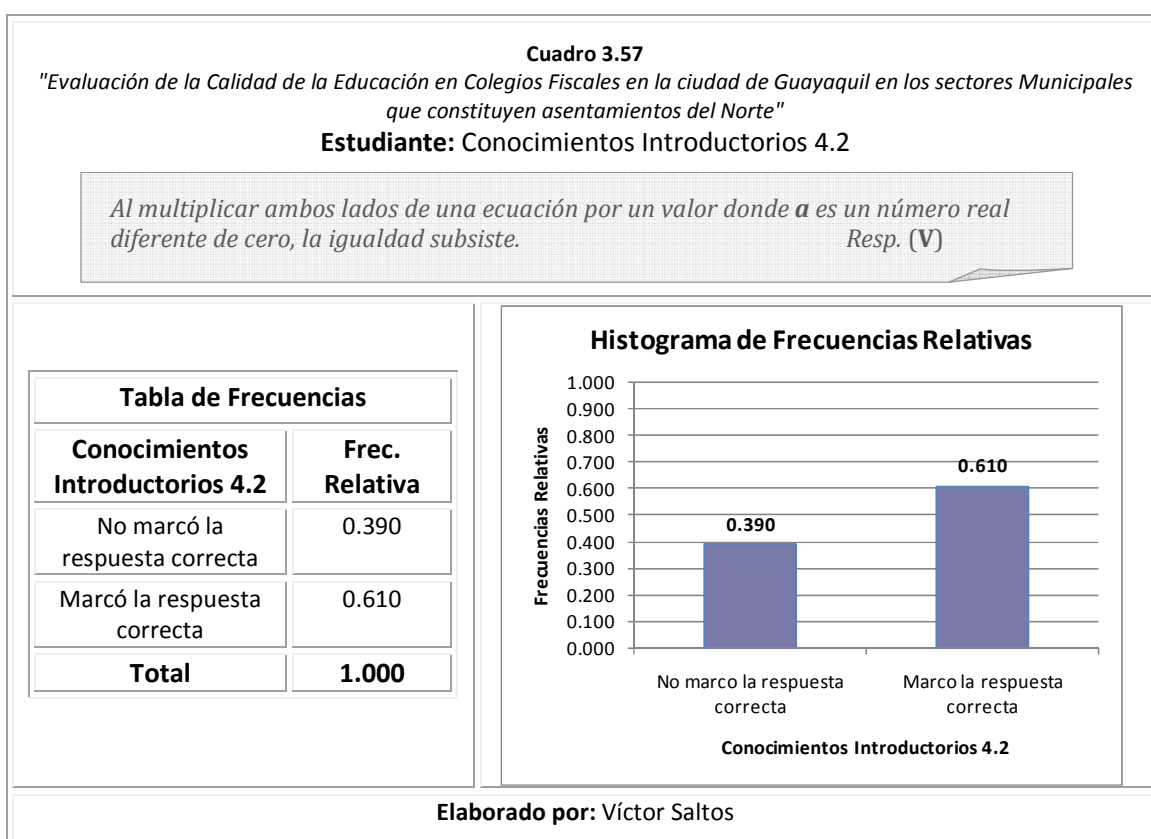 Cuadro 3.57
"Evaluación de la Calidad de la Educación en Colegios Fiscales en la ciudad de Guayaquil en los sectores Municipales
que constituyen asentamientos del Norte"
Estudiante: Conocimientos Introductorios 4.2
Al multiplicar ambos lados de una ecuación por un valor donde a es un número real
diferente de cero, la igualdad subsiste. Resp. (V)
Tabla de Frecuencias
Conocimientos Frec.
Introductorios 4.2 Relativa
No marcó la 0.390
respuesta correcta
Marcó la respuesta 0.610
correcta
Total 1.000
Histograma de Frecuencias Relativas
Frecuencias Relativas
1.000
0.900
0.800
0.700
0.600
0.500
0.400
0.300
0.200
0.100
0.000
0.390
0.610
No marco la respuesta
correcta
Marco la respuesta
correcta
Conocimientos Introductorios 4.2
Elaborado por: Víctor Saltos